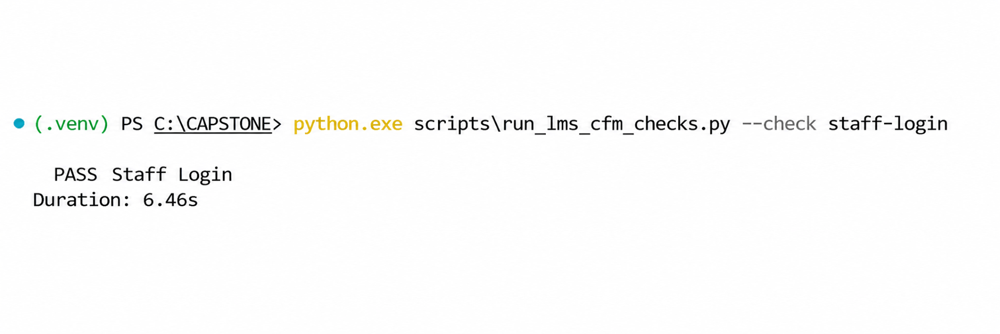 (.venv) PS C:\CAPSTONE> python.exe scripts\run_lms_cfm_checks.py --check staff-login
PASS Staff Login
Duration: 6.46s